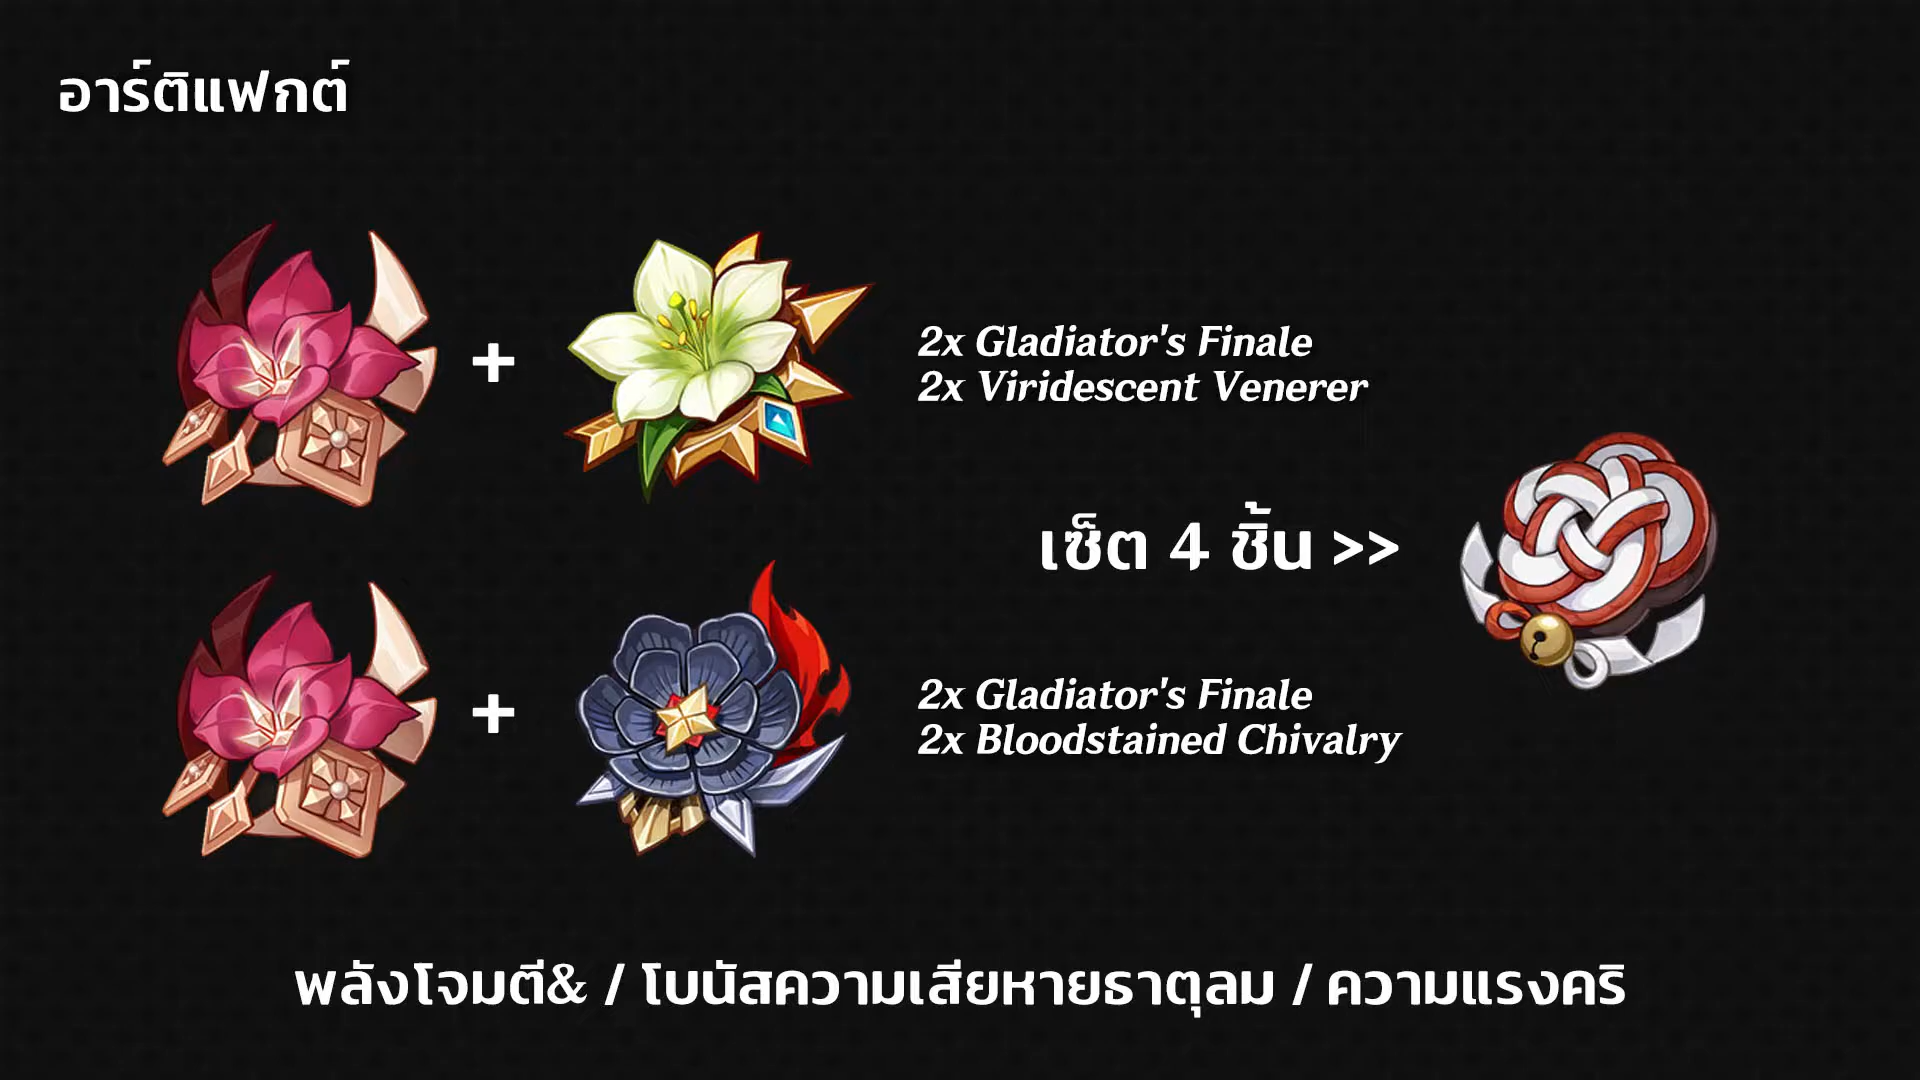 อาร์ติแฟกต์
+
2x Gladiator's Finale
2x Viridescent Venerer
เซ็ต 4 ชิ้น >>
+
2x Gladiator's Finale
2x Bloodstained Chivalry
พลังโจมตี& / โบนัสความเสียหายธาตุลม / ความแรงคริ